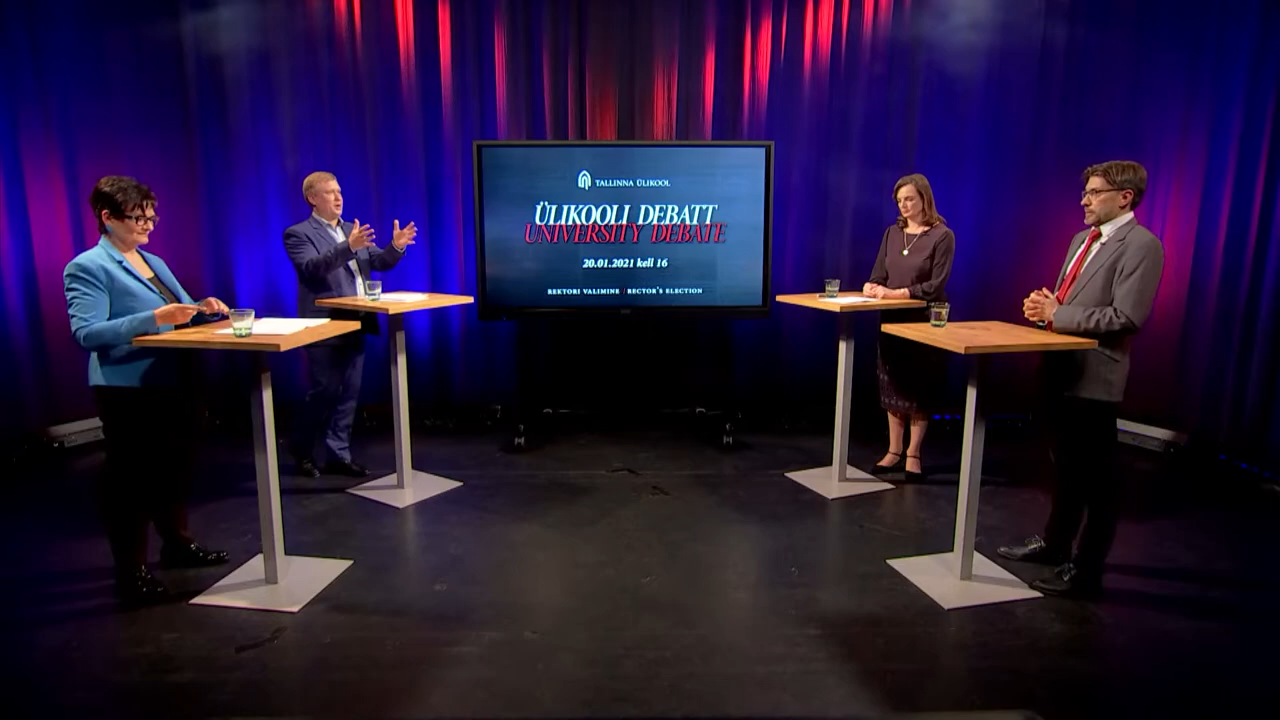 TALLINNA ÜLIKOOL
ÜLIKOOLI DEBATT
UNIVERSITY DEBATE
20.01.2021 kell 16
REKTORI VALIMINE / RECTOR'S ELECTION